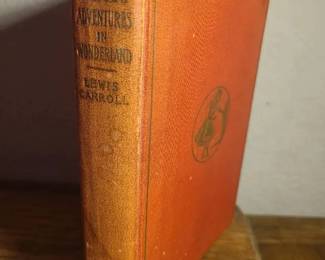 ADVENTURES
IN
WONDERLAND
LEWIS
CARROLL